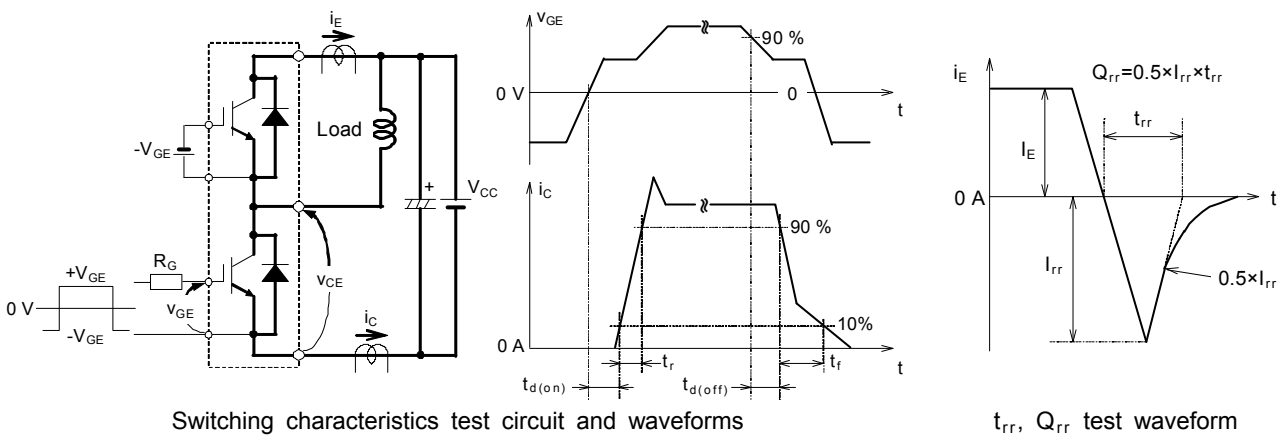 i_E
Load
-V_GE
+
V_CC
R_G
+V_GE
0 V
-V_GE
v_GE
v_CE
i_C
v_GE
90 %
0 V
0
t
i_C
90 %
10%
0 A
t
t_r
t_f
t_d(on)
t_d(off)
Switching characteristics test circuit and waveforms
i_E
Q_rr=0.5×I_rr×t_rr
t_rr
I_E
0 A
t
I_rr
0.5×I_rr
t_rr, Q_rr test waveform